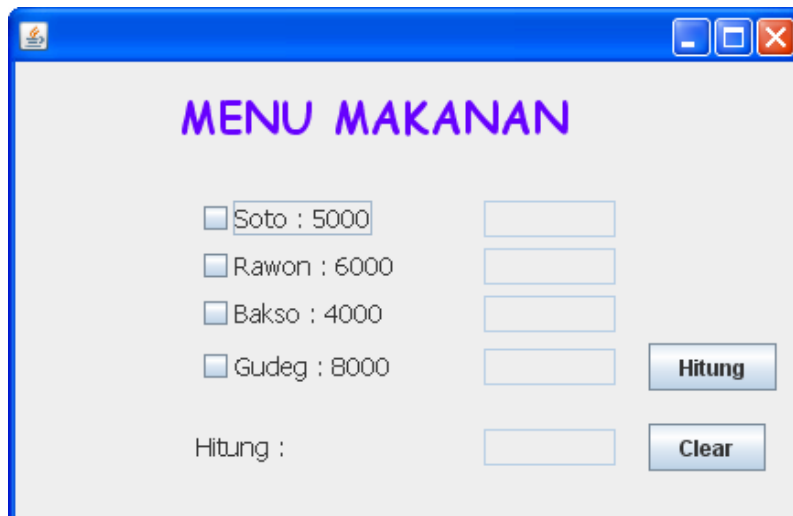 MENU MAKANAN
Soto : 5000
Rawon : 6000
Bakso : 4000
Gudeg : 8000
Hitung
Hitung :
Clear